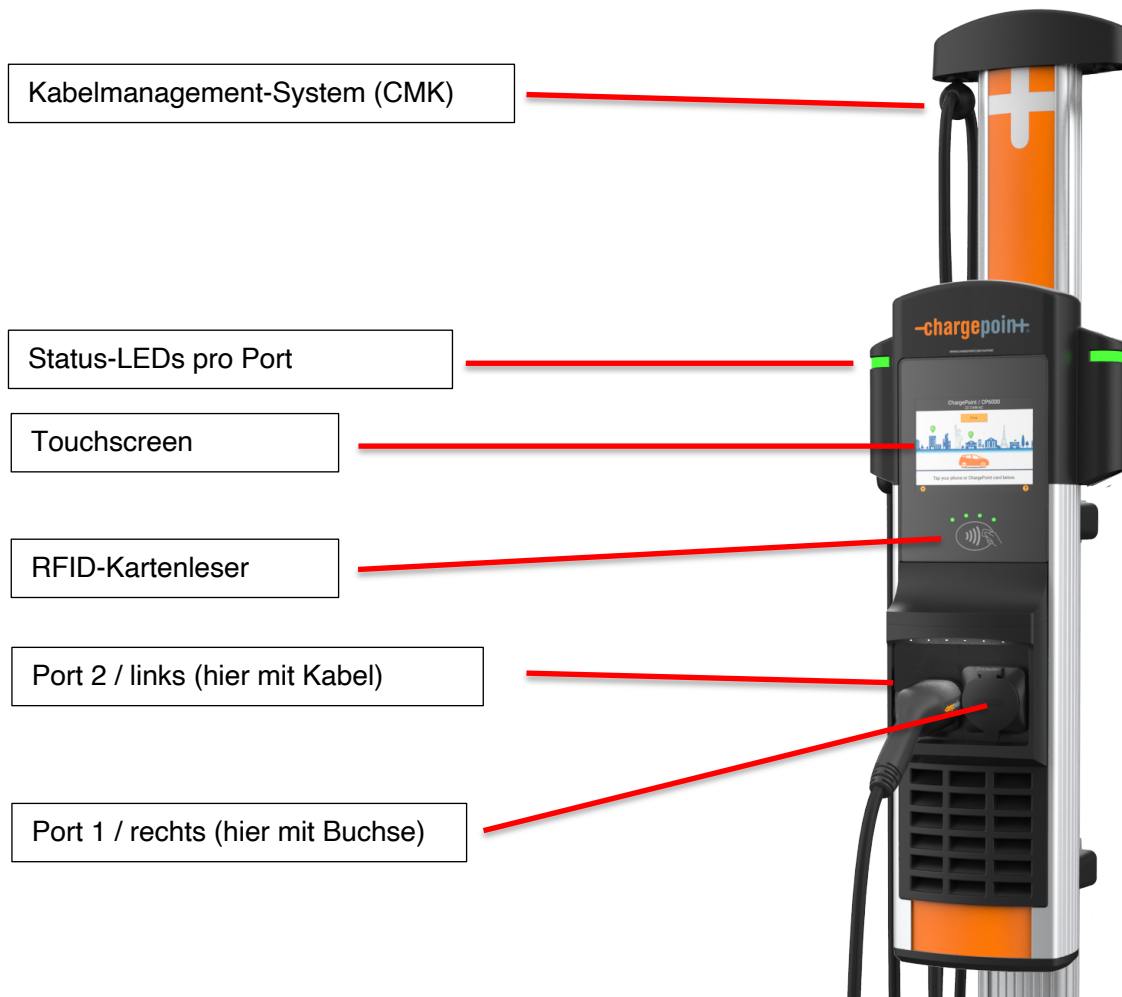 Kabelmanagement-System (CMK)
Status-LEDs pro Port
Touchscreen
RFID-Kartenleser
Port 2 / links (hier mit Kabel)
Port 1 / rechts (hier mit Buchse)
chargepoint
ChargePoint / CP6000
Tap your phone or ChargePoint card below.